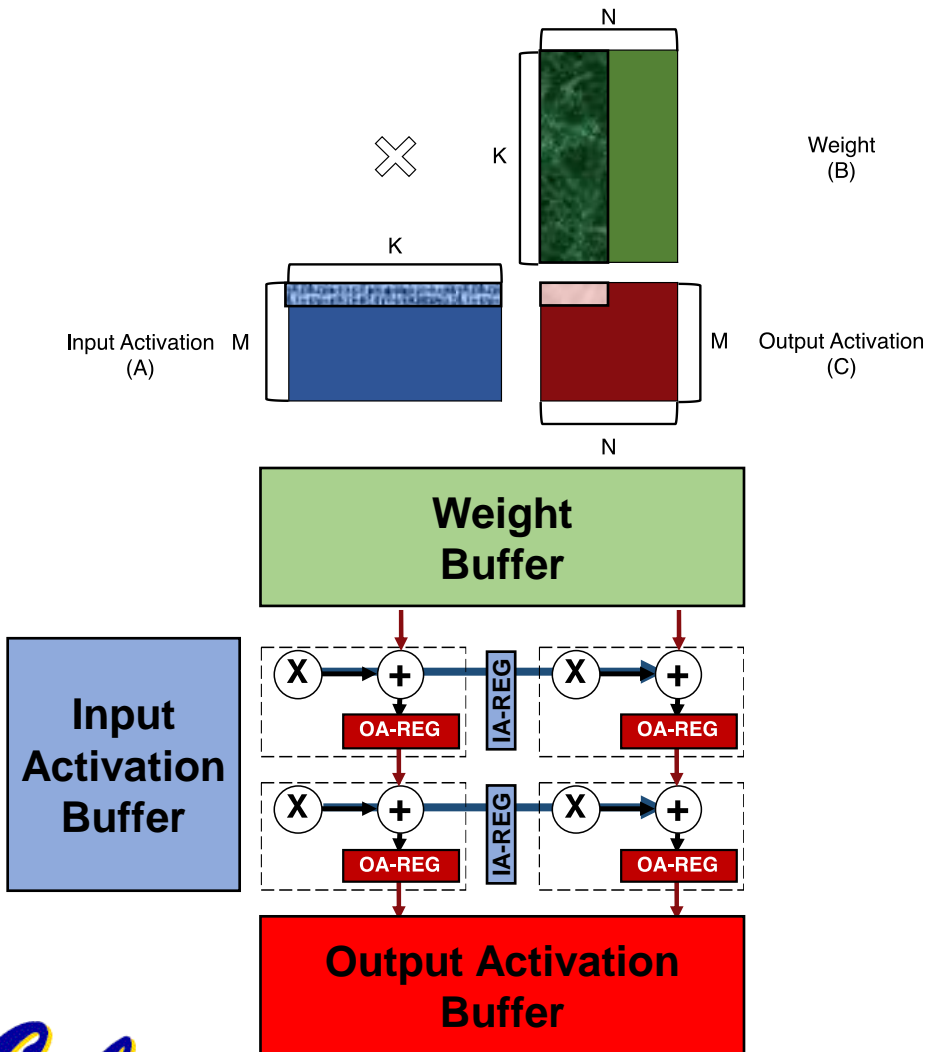 N
K
Weight
(B)
K
Input Activation
(A)
M
M
Output Activation
(C)
N
Weight
Buffer
Input
Activation
Buffer
X
+
IA-REG
X
+
OA-REG
OA-REG
X
+
IA-REG
X
+
OA-REG
OA-REG
Output Activation
Buffer